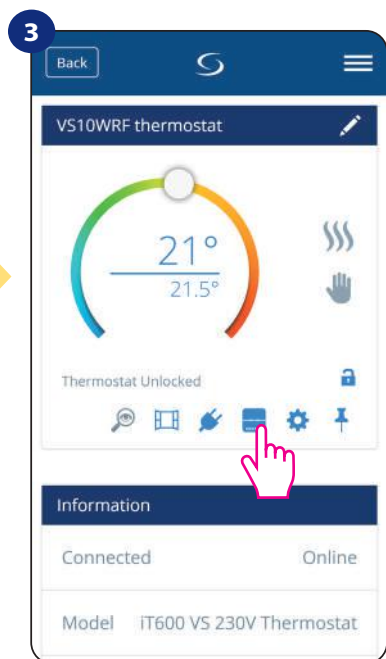 3
Back
VS10WRF thermostat
21°
21.5°
Thermostat Unlocked
Information
Connected Online
Model iT600 VS 230V Thermostat